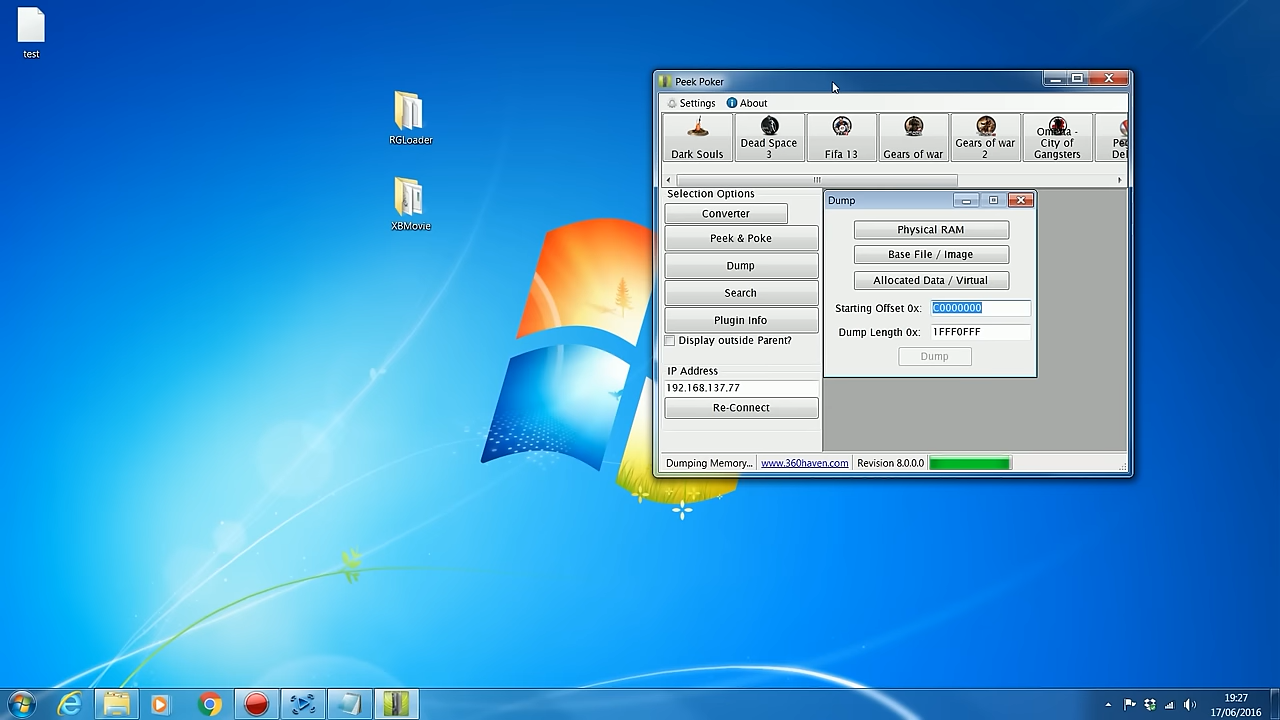 test
RGLoader
XBMovie
Peek Poker
Settings
About
Dark Souls
Dead Space
3
Fifa 13
Gears of war
Gears of war
2
Omerta -
City of
Gangsters
Selection Options
Converter
Peek & Poke
Dump
Search
Plugin Info
Display outside Parent?
IP Address
192.168.137.77
Re-Connect
Dump
Physical RAM
Base File / Image
Allocated Data / Virtual
Starting Offset 0x:
C0000000
Dump Length 0x:
1FFF0FFF
Dump
Dumping Memory...
www.360haven.com
Revision 8.0.0.0
19:27
17/06/2016